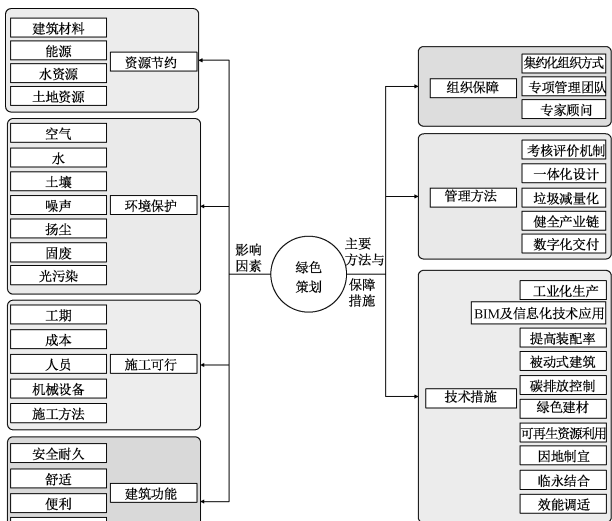 建筑材料
能源
水资源
土地资源
资源节约
空气
水
土壤
噪声
扬尘
固废
光污染
环境保护
工期
成本
人员
机械设备
施工方法
施工可行
安全耐久
舒适
便利
建筑功能
影响
因素
绿色
策划
主要
方法与
保障
措施
组织保障
集约化组织方式
专项管理团队
专家顾问
管理方法
考核评价机制
一体化设计
垃圾减量化
健全产业链
数字化交付
技术措施
工业化生产
BIM及信息化技术应用
提高装配率
被动式建筑
碳排放控制
绿色建材
可再生资源利用
因地制宜
临永结合
效能调适